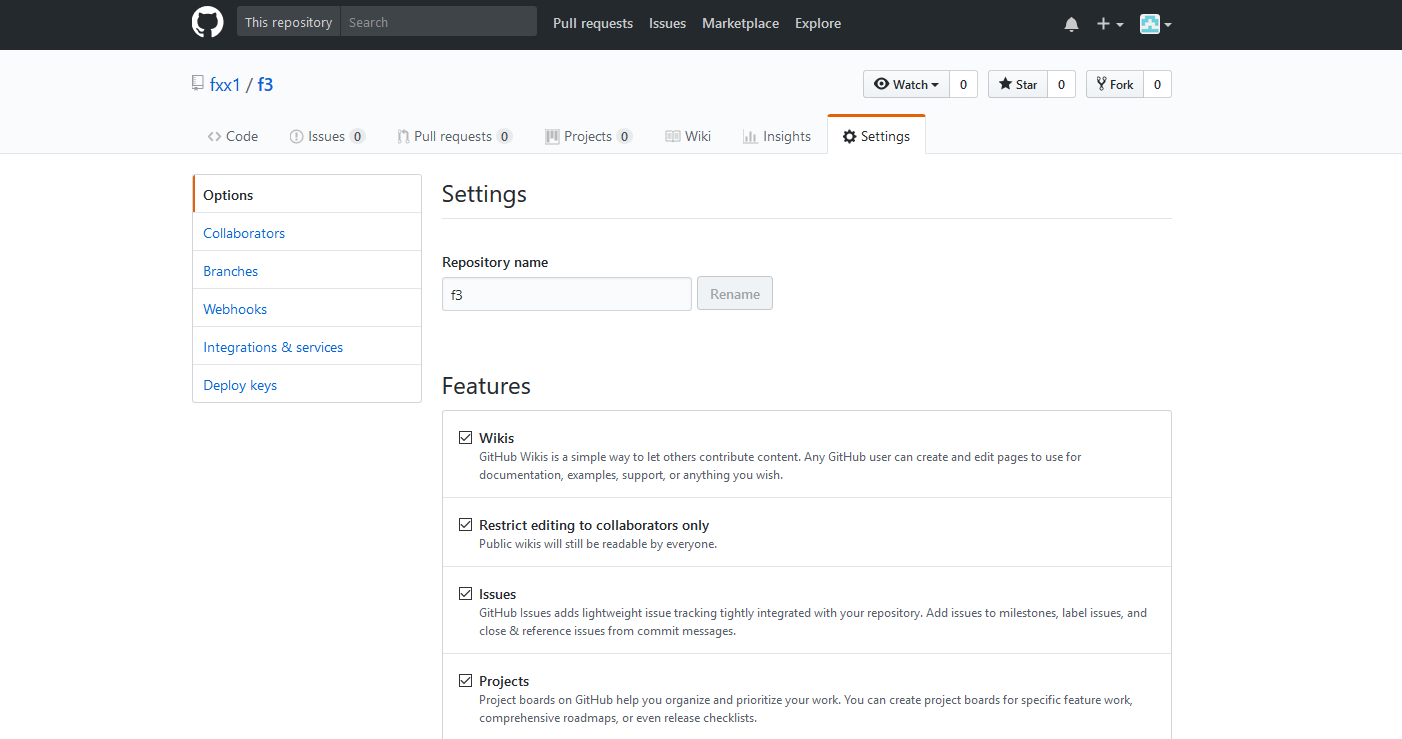 This repository Search Pull requests Issues Marketplace Explore
fxx1 / f3 Watch 0 Star 0 Fork 0
Code Issues 0 Pull requests 0 Projects 0 Wiki Insights Settings
Options
Collaborators
Branches
Webhooks
Integrations & services
Deploy keys
Settings
Repository name
f3 Rename
Features
Wikis
GitHub Wikis is a simple way to let others contribute content. Any GitHub user can create and edit pages to use for
documentation, examples, support, or anything you wish.
Restrict editing to collaborators only
Public wikis will still be readable by everyone.
Issues
GitHub Issues adds lightweight issue tracking tightly integrated with your repository. Add issues to milestones, label issues, and
close & reference issues from commit messages.
Projects
Project boards on GitHub help you organize and prioritize your work. You can create project boards for specific feature work,
comprehensive roadmaps, or even release checklists.